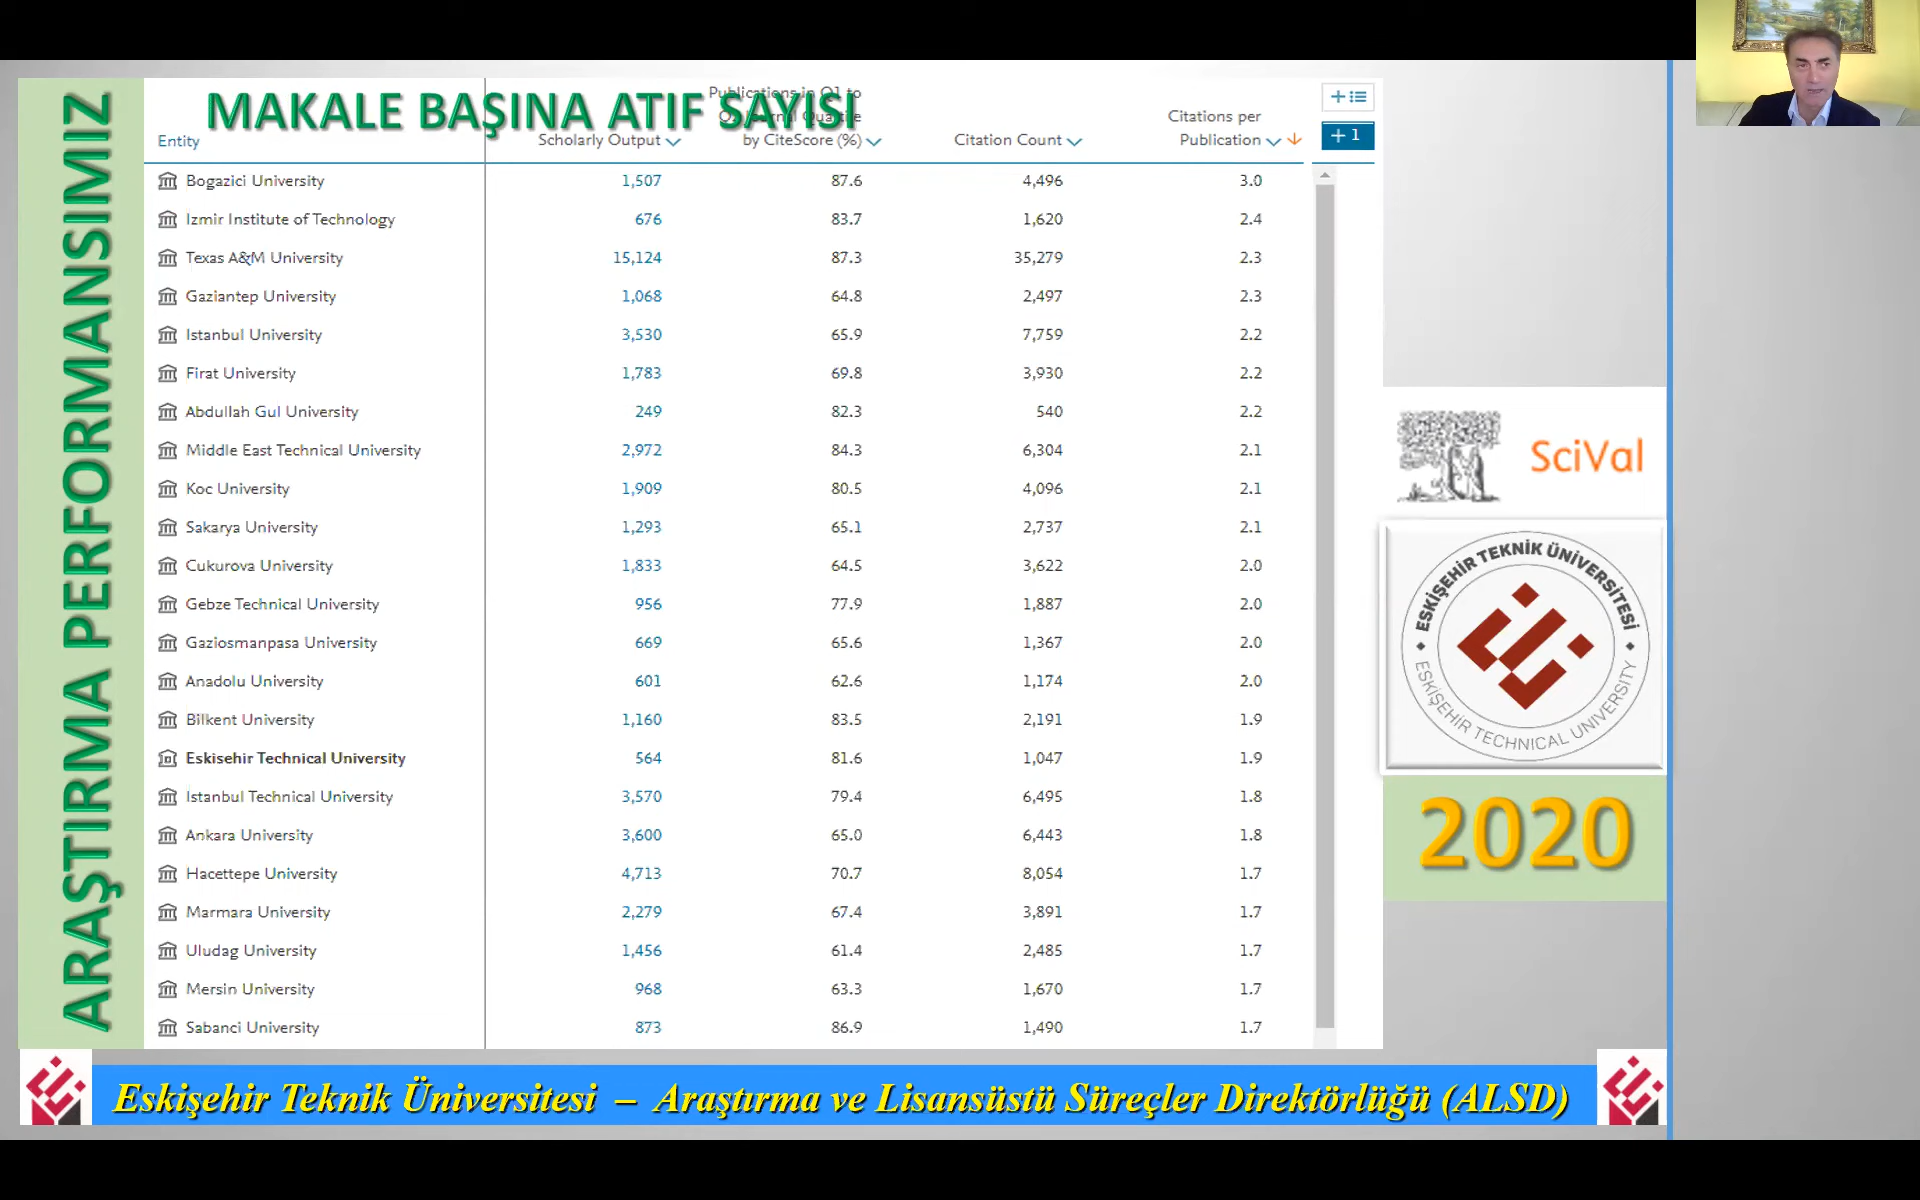 ARAŞTIRMA PERFORMANSIMIZ
MAKALE BAŞINA ATIF SAYISI
Entity
Scholarly Output
Publications in Q1 to
Journal Quartile
by CiteScore (%)
Citation Count
Citations per
Publication
+ 1
Bogazici University 1,507 87.6 4,496 3.0
Izmir Institute of Technology 676 83.7 1,620 2.4
Texas A&M University 15,124 87.3 35,279 2.3
Gaziantep University 1,068 64.8 2,497 2.3
Istanbul University 3,530 65.9 7,759 2.2
Firat University 1,783 69.8 3,930 2.2
Abdullah Gul University 249 82.3 540 2.2
Middle East Technical University 2,972 84.3 6,304 2.1
Koc University 1,909 80.5 4,096 2.1
Sakarya University 1,293 65.1 2,737 2.1
Cukurova University 1,833 64.5 3,622 2.0
Gebze Technical University 956 77.9 1,887 2.0
Gaziosmanpasa University 669 65.6 1,367 2.0
Anadolu University 601 62.6 1,174 2.0
Bilkent University 1,160 83.5 2,191 1.9
Eskisehir Technical University 564 81.6 1,047 1.9
Istanbul Technical University 3,570 79.4 6,495 1.8
Ankara University 3,600 65.0 6,443 1.8
Hacettepe University 4,713 70.7 8,054 1.7
Marmara University 2,279 67.4 3,891 1.7
Uludag University 1,456 61.4 2,485 1.7
Mersin University 968 63.3 1,670 1.7
Sabanci University 873 86.9 1,490 1.7
SciVal
ESKİŞEHİR TEKNİK ÜNİVERSİTESİ
ESKİŞEHİR TECHNICAL UNIVERSITY
2020
Eskişehir Teknik Üniversitesi – Araştırma ve Lisansüstü Süreçler Direktörlüğü (ALSD)